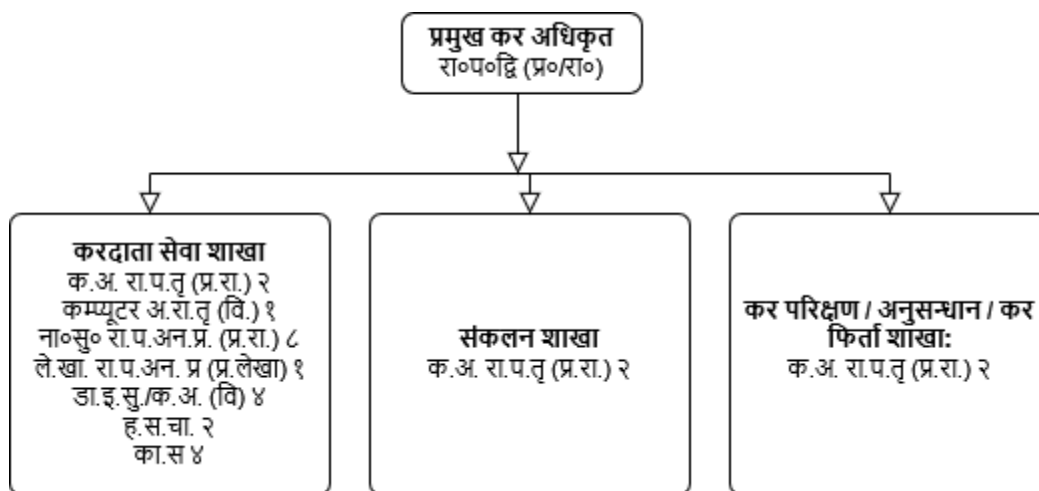 प्रमुख कर अधिकृत
रा०प०द्वि (प्र०/रा०)
करदाता सेवा शाखा
क.अ. रा.प.तृ (प्र.रा.) २
कम्प्यूटर अ.रा.तृ (वि.) १
ना०सु० रा.प.अन.प्र. (प्र.रा.) ८
ले.खा. रा.प.अन. प्र (प्र.लेखा) १
डा.इ.सु./क.अ. (वि) ४
ह.स.चा. २
का.स ४
संकलन शाखा
क.अ. रा.प.तृ (प्र.रा.) २
कर परिक्षण / अनुसन्धान / कर
फिर्ता शाखा:
क.अ. रा.प.तृ (प्र.रा.) २